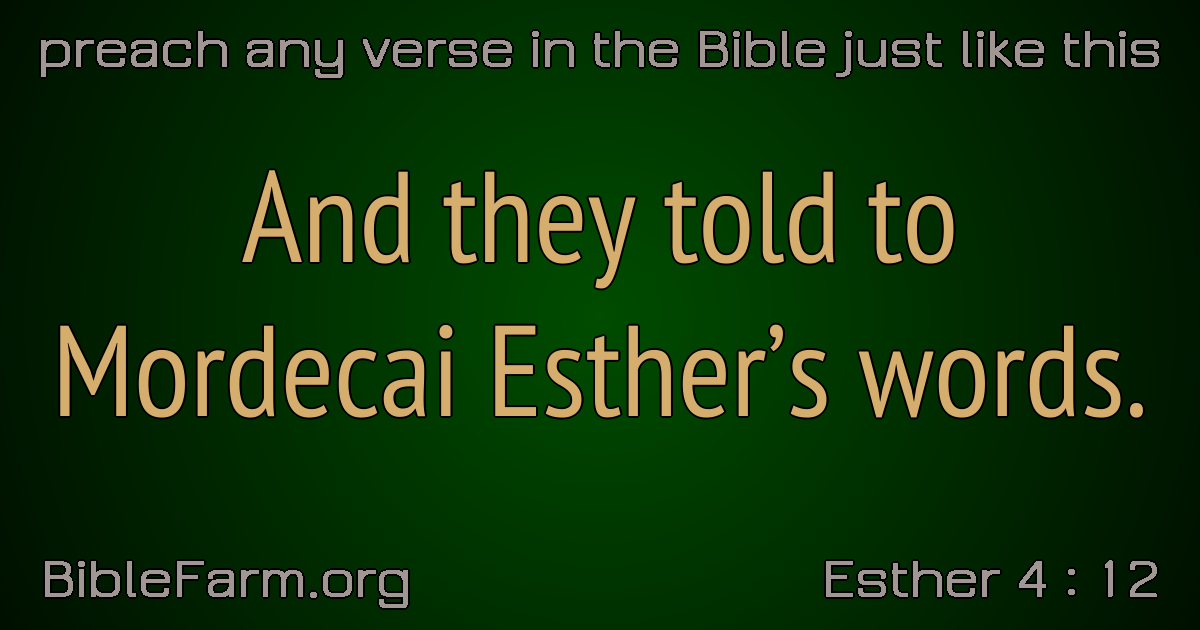 preach any verse in the Bible just like this
And they told to
Mordecai Esther’s words.
BibleFarm.org
Esther 4 : 12